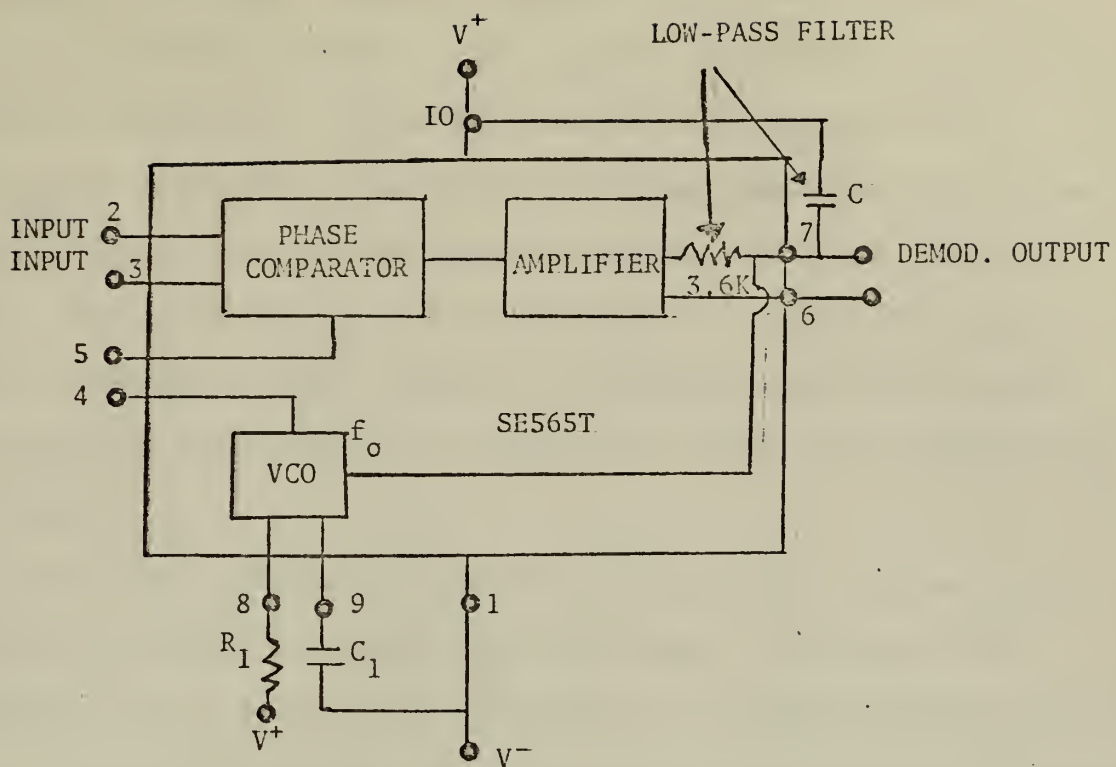 V+
LOW-PASS FILTER
IO
C
INPUT 2
INPUT 3
PHASE
COMPARATOR
AMPLIFIER
3.6K
7
DEMOD. OUTPUT
6
5
4
SE565T
fo
VCO
8
9
1
R1
C1
V+
V-